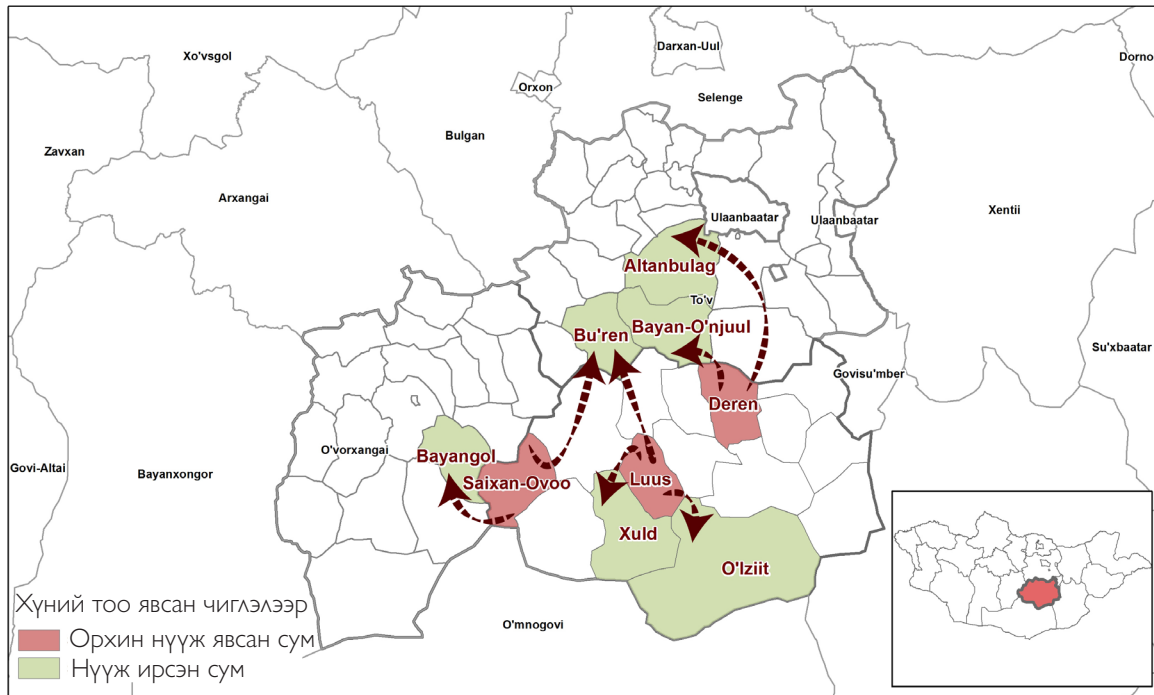 Xo'vsgol
Darxan-Uul
Dorno
Orxon
Selenge
Bulgan
Zavxan
Arxangai
Ulaanbaatar
Ulaanbaatar
Xentii
Altanbulag
To'v
Bayan-O'njuul
Bu'ren
Su'xbaatar
Govisu'mber
Deren
O'vorxangai
Bayangol
Govi-Altai
Bayanxongor
Saixan-Ovoo
Luus
Xuld
O'lziit
O'mnogovi
Хүний тоо явсан чиглэлээр
Орхин нүүж явсан сум
Нүүж ирсэн сум